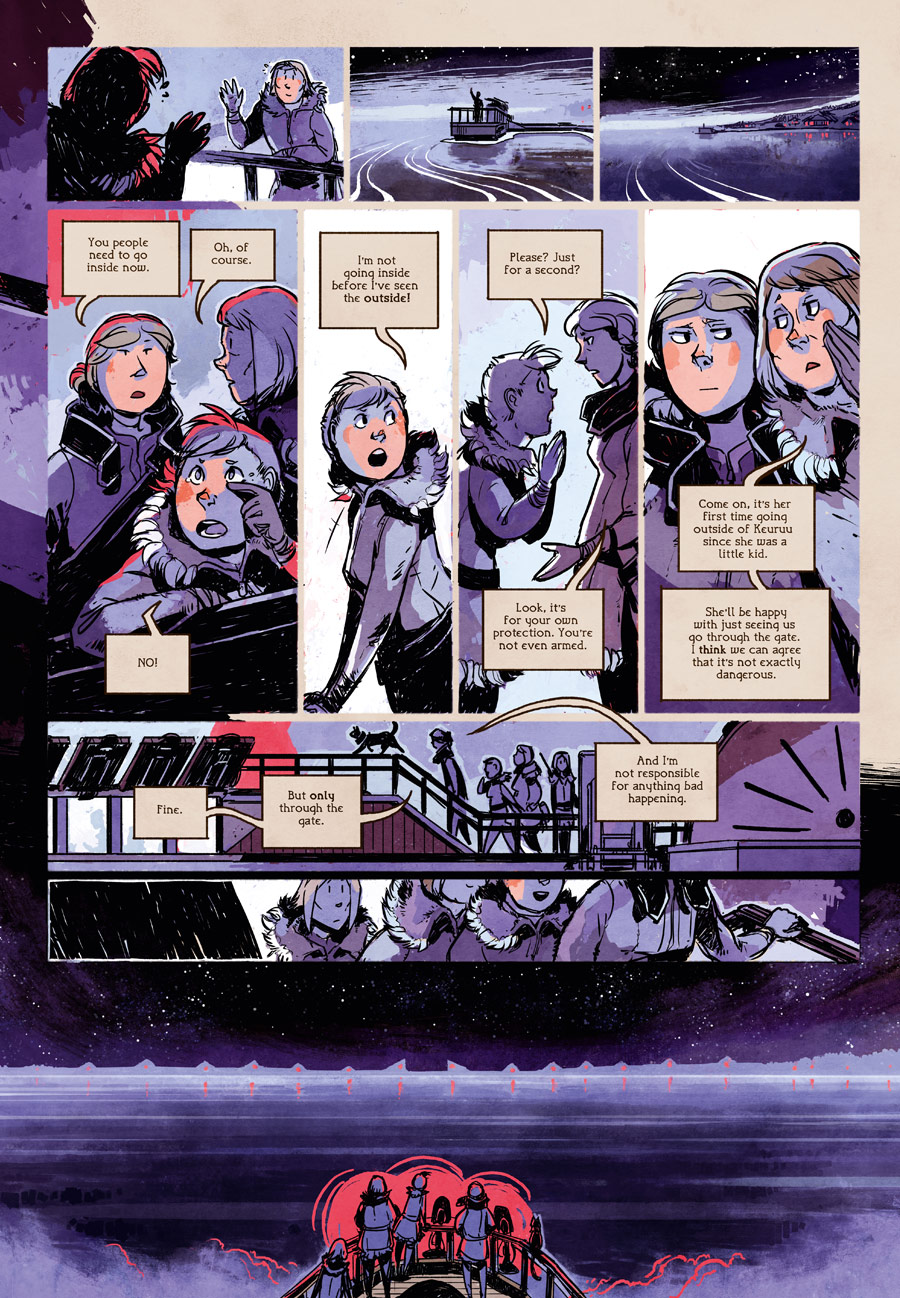 You people
need to go
inside now.
Oh, of
course.
NO!
I'm not
going inside
before I've seen
the outside!
Please? Just
for a second?
Look, it's
for your own
protection. You're
not even armed.
Come on, it's her
first time going
outside of Keuruu
since she was a
little kid.
She'll be happy
with just seeing us
go through the gate.
I think we can agree
that it's not exactly
dangerous.
Fine.
But only
through the
gate.
And I'm
not responsible
for anything bad
happening.